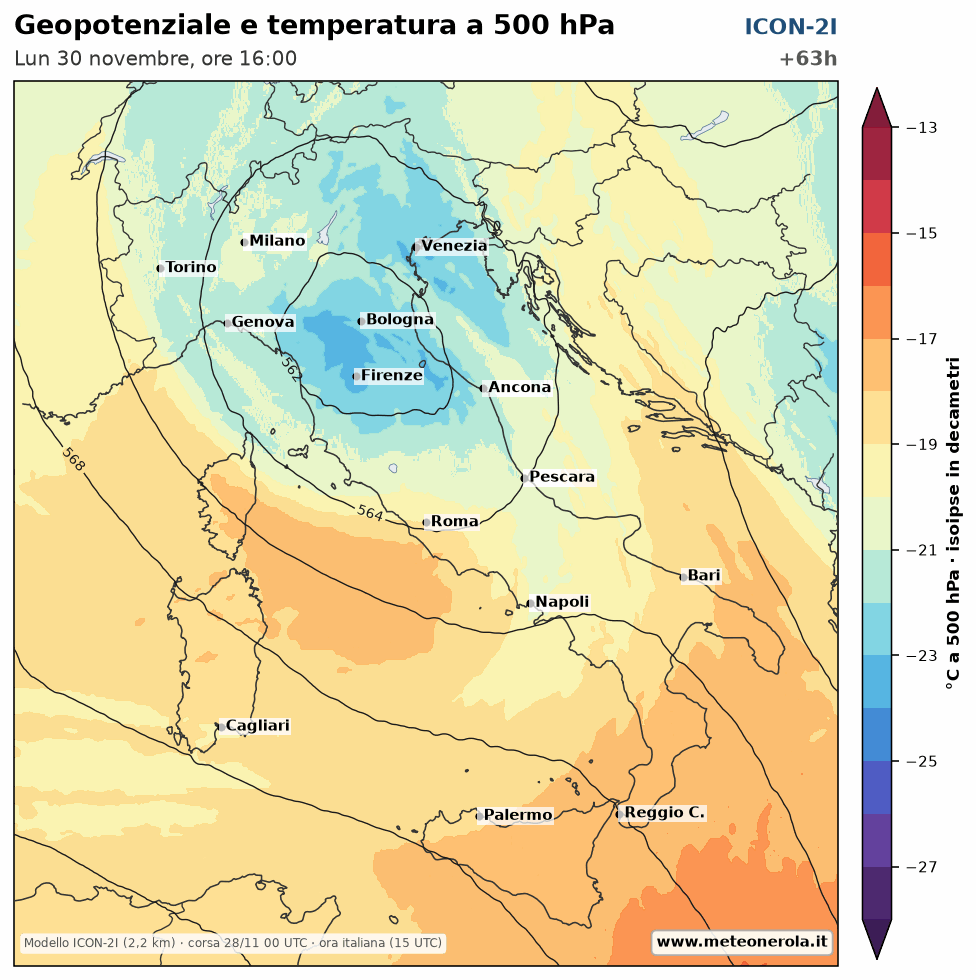 Geopotenziale e temperatura a 500 hPa
ICON-2I
Lun 30 novembre, ore 16:00
+63h
Milano
Venezia
Torino
Genova
Bologna
562
Firenze
Ancona
568
Pescara
564
Roma
Bari
Napoli
Cagliari
Palermo
Reggio C.
−13
−15
−17
−19
−21
−23
−25
−27
°C a 500 hPa · isoipse in decametri
Modello ICON-2I (2,2 km) · corsa 28/11 00 UTC · ora italiana (15 UTC)
www.meteonerola.it